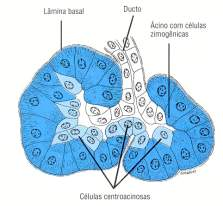 Lâmina basal
Ducto
Ácino com células
zimogênicas
Células centroacinosas